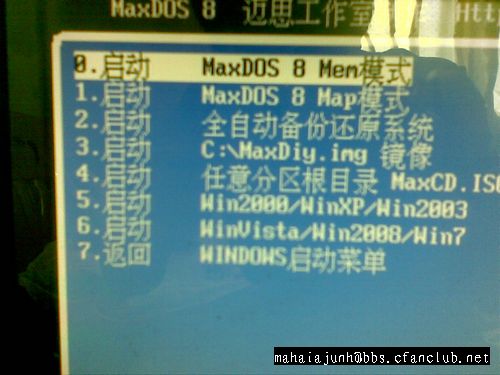 MaxDOS 8 迈思工作室 Htt
0.启动 MaxDOS 8 Mem模式
1.启动 MaxDOS 8 Map模式
2.启动 全自动备份还原系统
3.启动 C:\MaxDiy.img 镜像
4.启动 任意分区根目录 MaxCD.ISO
5.启动 Win2000/WinXP/Win2003
6.启动 WinVista/Win2008/Win7
7.返回 WINDOWS启动菜单
mahaiajunh@bbs.cfanclub.net